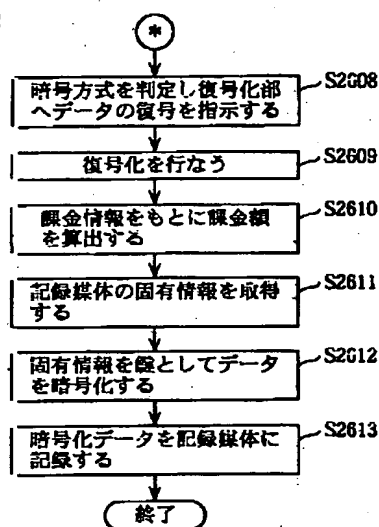 *
暗号方式を判定し復号化部
へデータの復号を指示する
S2608
復号化を行なう
S2609
課金情報をもとに課金額
を算出する
S2610
記録媒体の固有情報を取得
する
S2611
固有情報を鍵としてデータ
を暗号化する
S2612
暗号化データを記録媒体に
記録する
S2613
終了